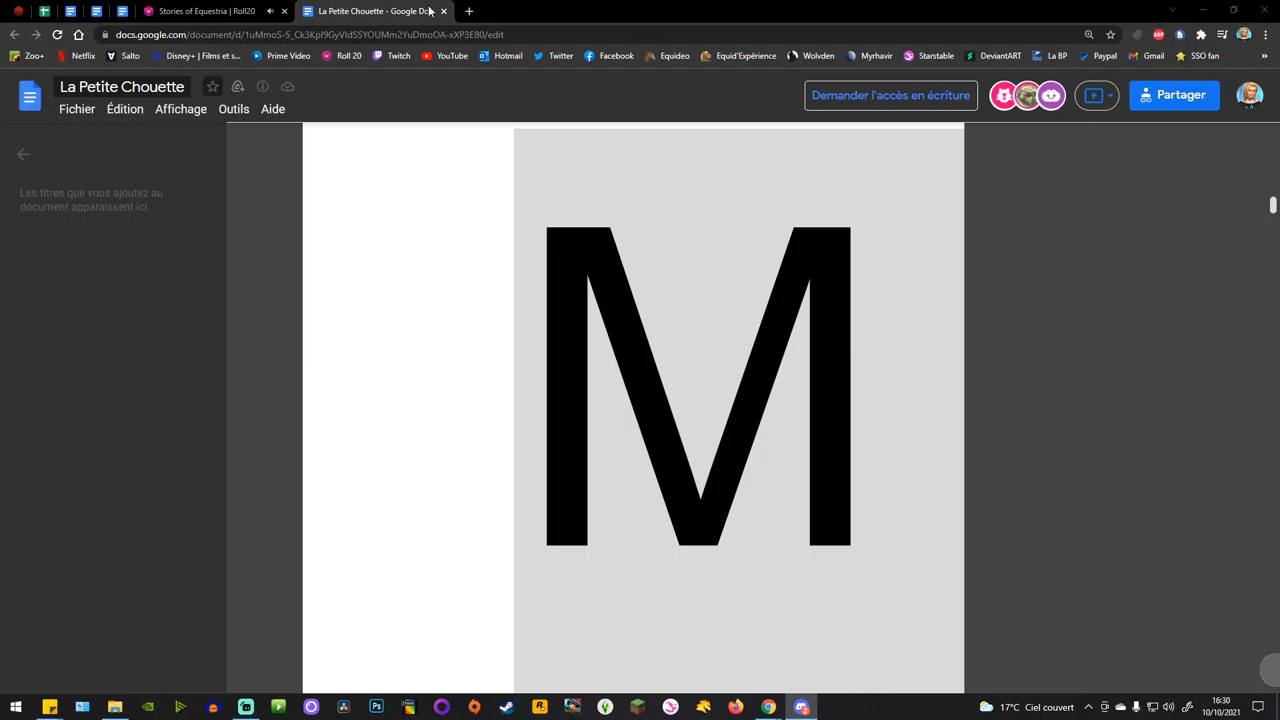 Stories of Equestria | Roll20
La Petite Chouette - Google Do
docs.google.com/document/d/1uMmoS-5_Ck3KpI9GyVIdSSYOUMm2YuDmoOA-xXP3E80/edit
Zoo+ Netflix Salto Disney+ | Films et s... Prime Video Roll 20 Twitch YouTube Hotmail Twitter Facebook Equideo Equid'Expérience Wolvden Myrhavir Starstable DeviantART La BP Paypal Gmail SSO fan
La Petite Chouette
Fichier Édition Affichage Outils Aide
Demander l'accès en écriture
Partager
Les titres que vous ajoutez au
document apparaissent ici.
M
17°C Ciel couvert
16:30
10/10/2021